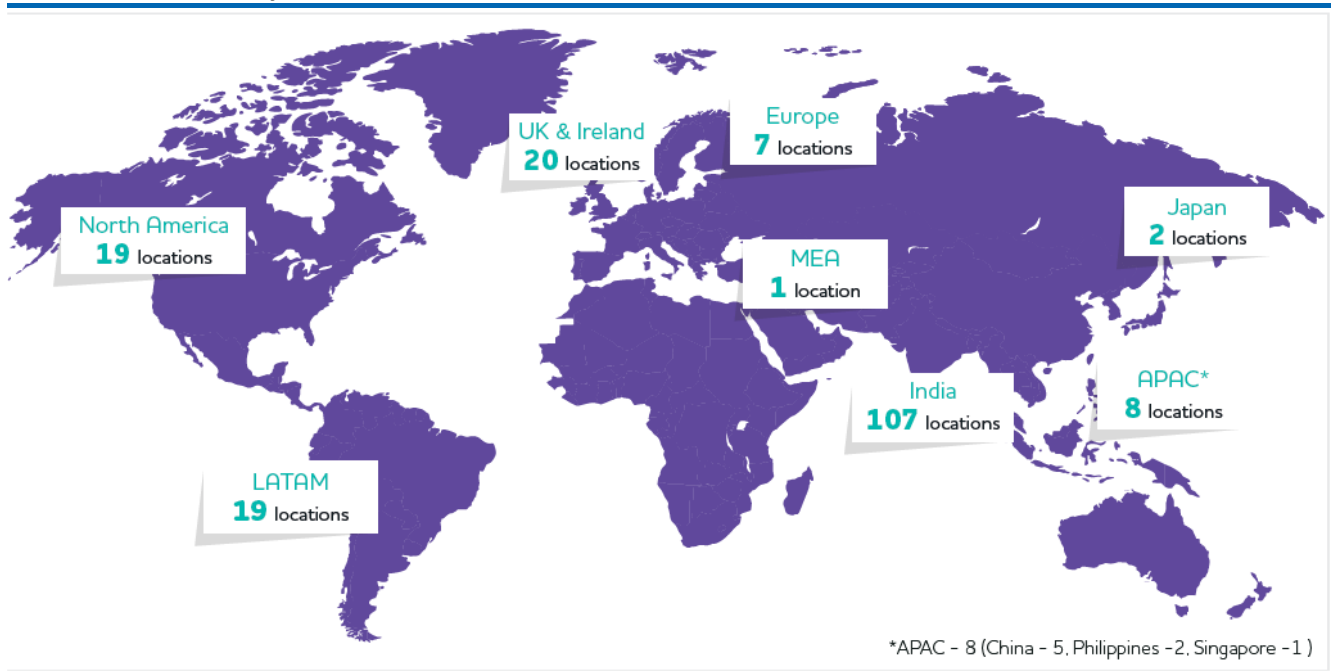 UK & Ireland
20 locations
Europe
7 locations
North America
19 locations
Japan
2 locations
MEA
1 location
India
107 locations
APAC*
8 locations
LATAM
19 locations
*APAC - 8 (China - 5, Philippines -2, Singapore -1 )